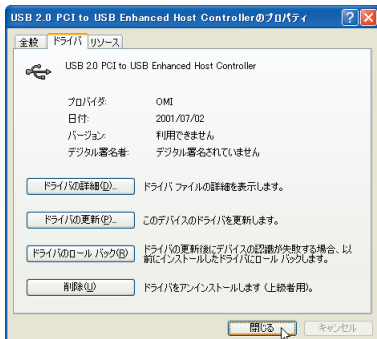 USB 2.0 PCI to USB Enhanced Host Controllerのプロパティ
全般 ドライバ リソース
USB 2.0 PCI to USB Enhanced Host Controller
プロバイダ: OMI
日付: 2001/07/02
バージョン: 利用できません
デジタル署名者: デジタル署名されていません
ドライバの詳細(D)... ドライバ ファイルの詳細を表示します。
ドライバの更新(P)... このデバイスのドライバを更新します。
ドライバのロール バック(R) ドライバの更新後にデバイスの認識が失敗する場合、以
前にインストールしたドライバにロール バックします。
削除(U) ドライバをアンインストールします (上級者用)。
閉じる キャンセル